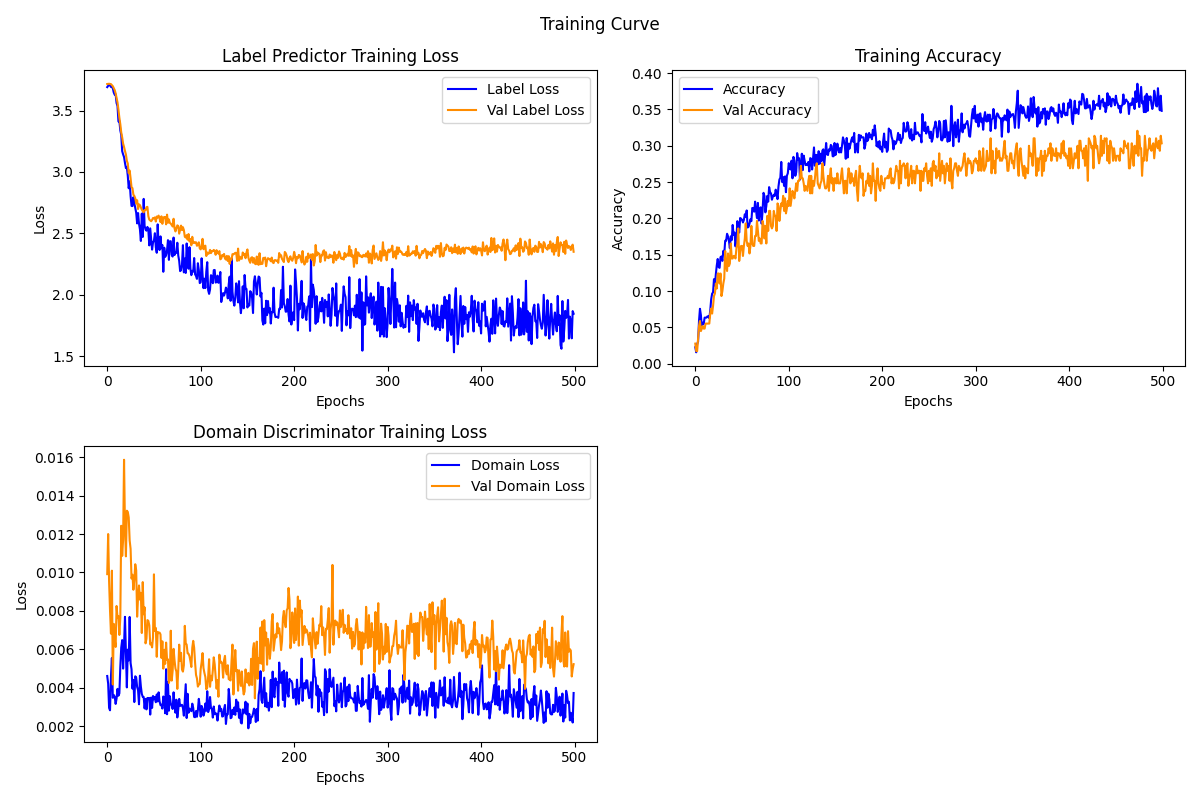 Training Curve
Label Predictor Training Loss
Label Loss
Val Label Loss
3.5
3.0
2.5
2.0
1.5
Loss
0 100 200 300 400 500
Epochs
Training Accuracy
Accuracy
Val Accuracy
0.40
0.35
0.30
0.25
0.20
0.15
0.10
0.05
0.00
Accuracy
0 100 200 300 400 500
Epochs
Domain Discriminator Training Loss
Domain Loss
Val Domain Loss
0.016
0.014
0.012
0.010
0.008
0.006
0.004
0.002
Loss
0 100 200 300 400 500
Epochs